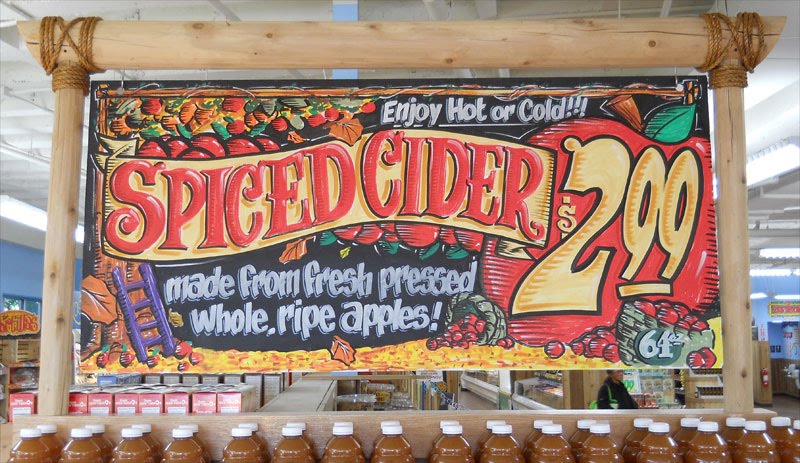 Enjoy Hot or Cold!!!
SPICED CIDER
$2.99
made from fresh pressed
whole, ripe apples!
64oz